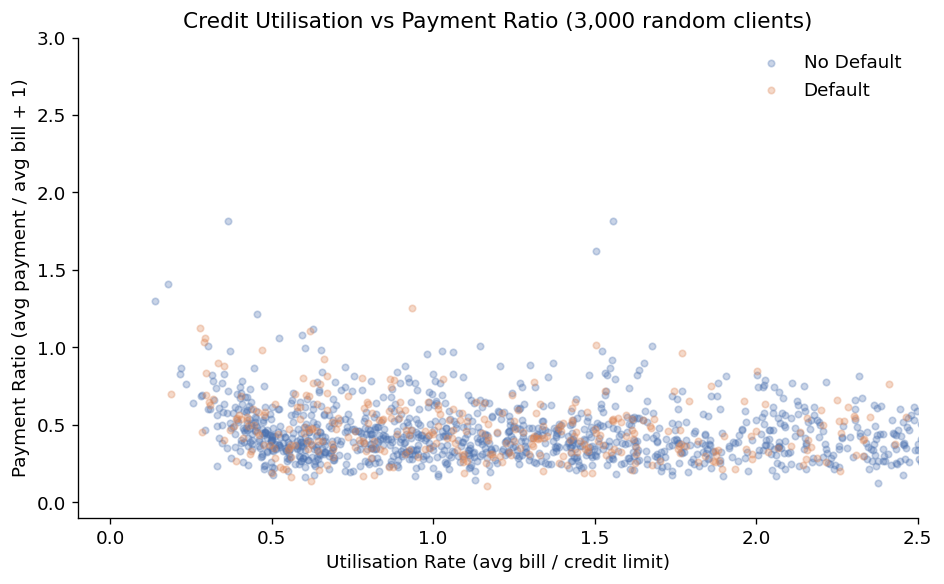 Credit Utilisation vs Payment Ratio (3,000 random clients)
3.0
2.5
2.0
1.5
1.0
0.5
0.0
Payment Ratio (avg payment / avg bill + 1)
No Default
Default
0.0 0.5 1.0 1.5 2.0 2.5
Utilisation Rate (avg bill / credit limit)